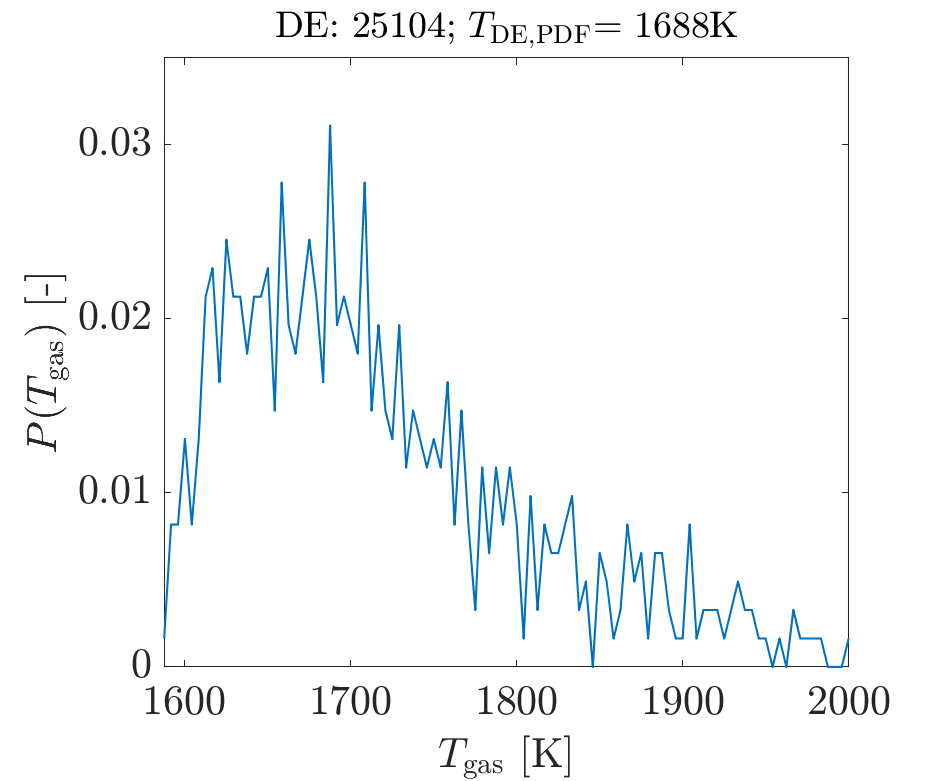 DE: 25104; T_DE,PDF= 1688K
P(T_gas) [-]
0.03
0.02
0.01
0
1600 1700 1800 1900 2000
T_gas [K]